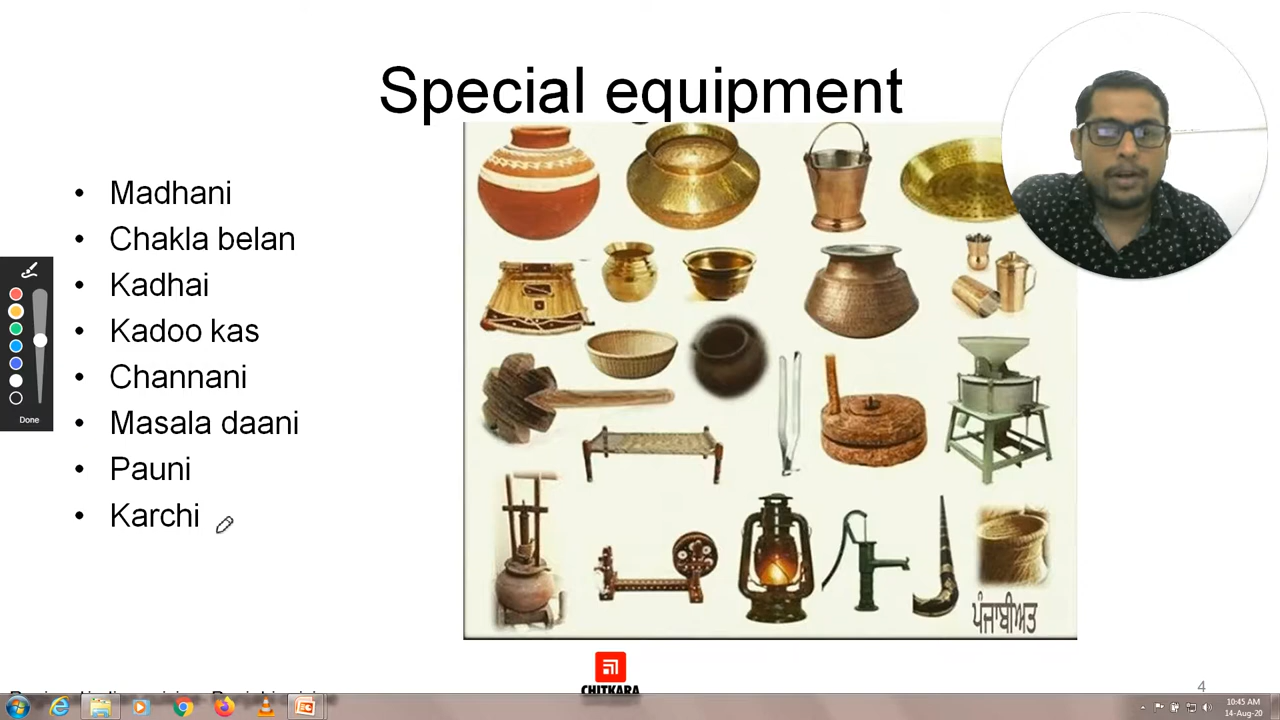 Special equipment
• Madhani
• Chakla belan
• Kadhai
• Kadoo kas
• Channani
• Masala daani
• Pauni
• Karchi
Done
ਪੰਜਾਬੀਅਤ
CHITKARA
4
10:45 AM
14-Aug-20